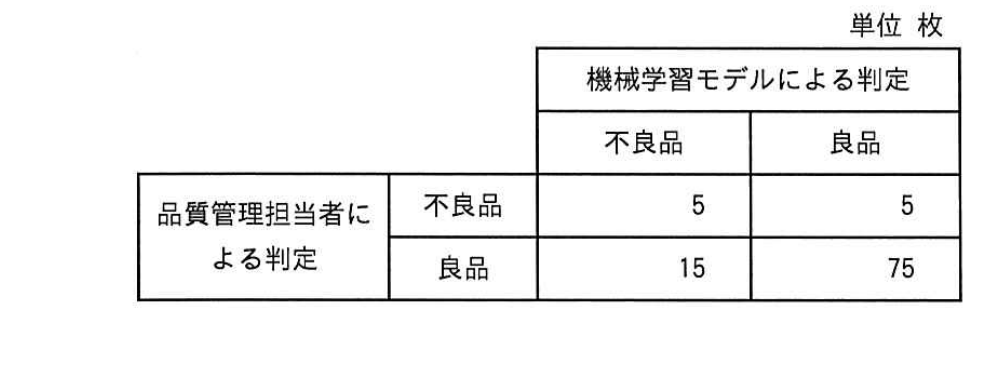 単位 枚
機械学習モデルによる判定
不良品 良品
品質管理担当者に
よる判定
不良品 5 5
良品 15 75